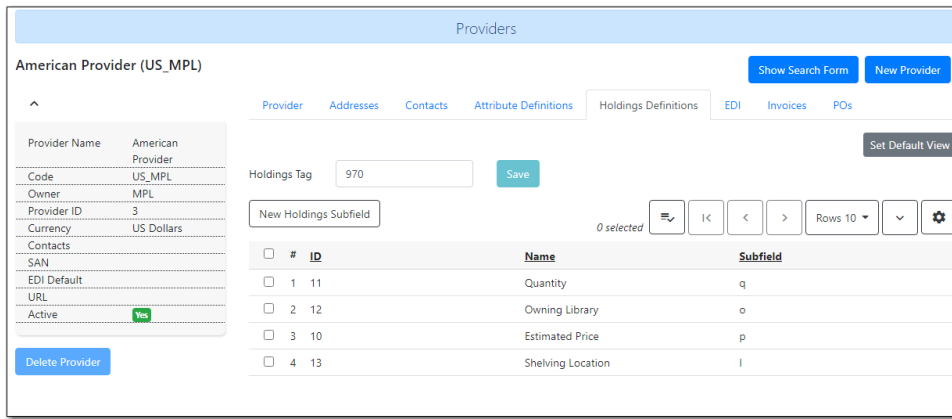 Providers
American Provider (US_MPL)
Show Search Form New Provider
Provider Addresses Contacts Attribute Definitions Holdings Definitions EDI Invoices POs
Provider Name American
Provider
Code US_MPL
Owner MPL
Provider ID 3
Currency US Dollars
Contacts
SAN
EDI Default
URL
Active Yes
Delete Provider
Set Default View
Holdings Tag 970 Save
New Holdings Subfield
0 selected Rows 10
# ID Name Subfield
1 11 Quantity q
2 12 Owning Library o
3 10 Estimated Price p
4 13 Shelving Location l